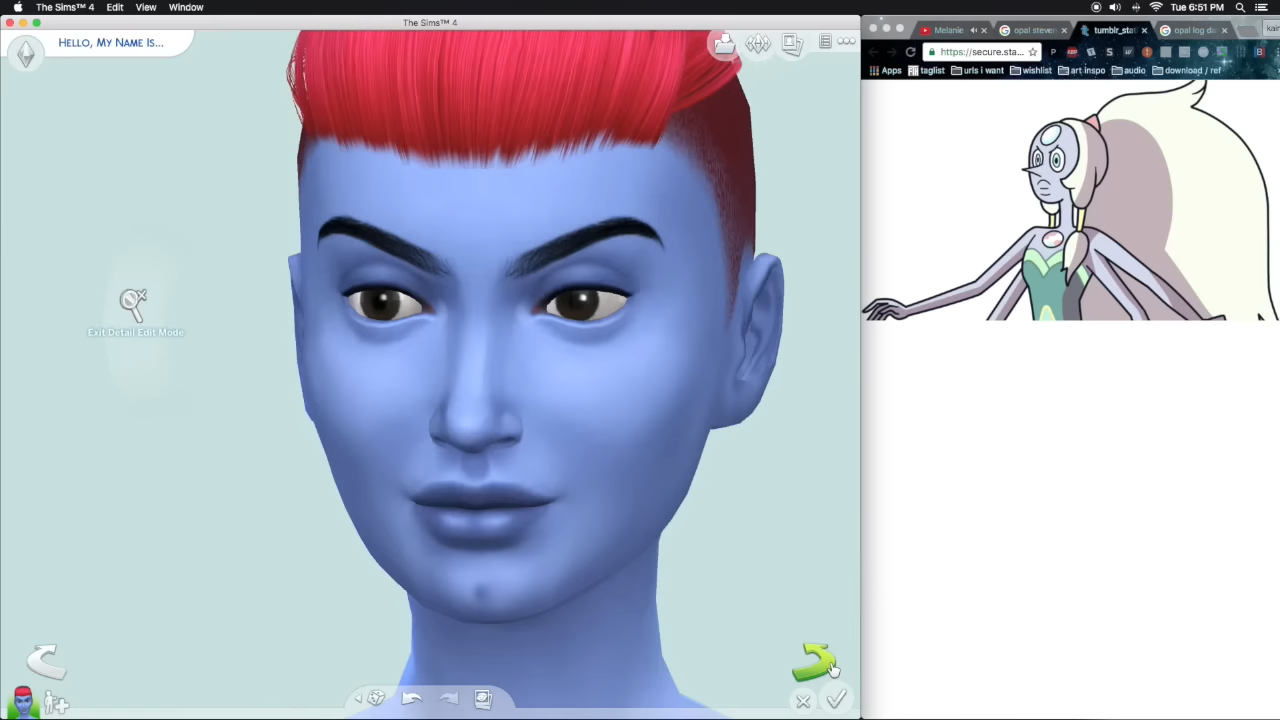 The Sims™ 4 Edit View Window
Tue 6:51 PM
The Sims™ 4
HELLO, MY NAME IS...
Exit Detail Edit Mode
Melanie
opal steven
tumblr_stat
opal log da
kain
https://secure.sta...
Apps taglist urls i want wishlist art inspo audio download / ref